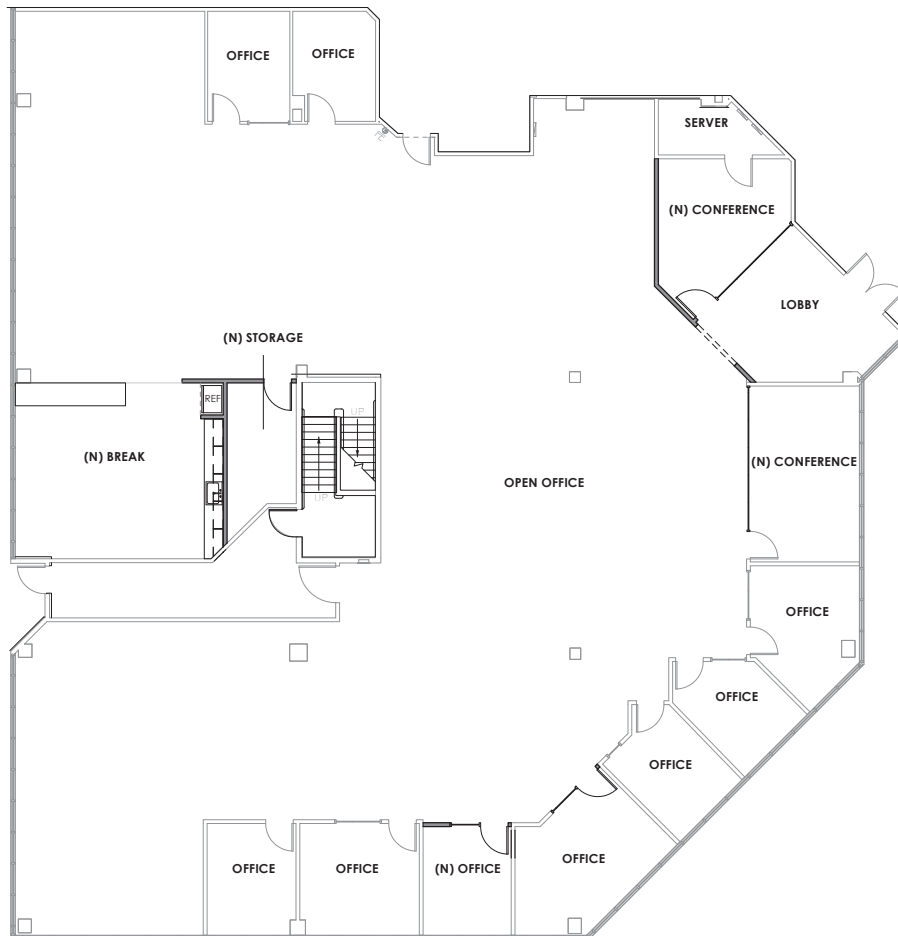 OFFICE
OFFICE
SERVER
(N) CONFERENCE
LOBBY
(N) STORAGE
REF
UP
(N) BREAK
OPEN OFFICE
(N) CONFERENCE
UP
OFFICE
OFFICE
OFFICE
OFFICE
OFFICE
OFFICE
(N) OFFICE